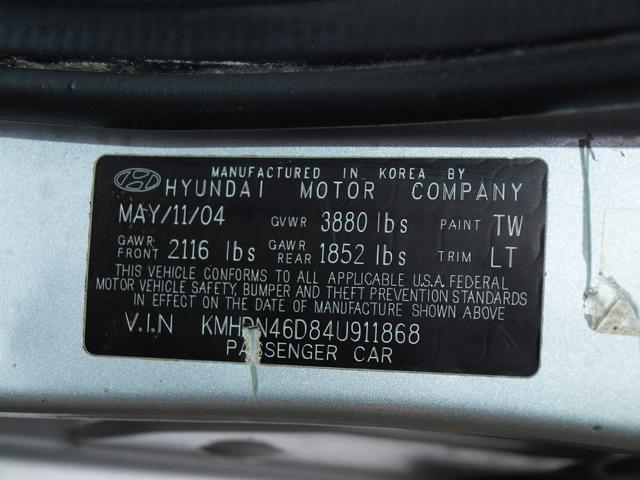 MANUFACTURED IN KOREA BY
HYUNDAI MOTOR COMPANY
MAY/11/04 GVWR 3880 lbs PAINT TW
GAWR FRONT 2116 lbs GAWR REAR 1852 lbs TRIM LT
THIS VEHICLE CONFORMS TO ALL APPLICABLE U.S.A. FEDERAL
MOTOR VEHICLE SAFETY, BUMPER AND THEFT PREVENTION STANDARDS
IN EFFECT ON THE DATE OF MANUFACTURE SHOWN ABOVE
V.I.N KMHDN46D84U911868
PASSENGER CAR